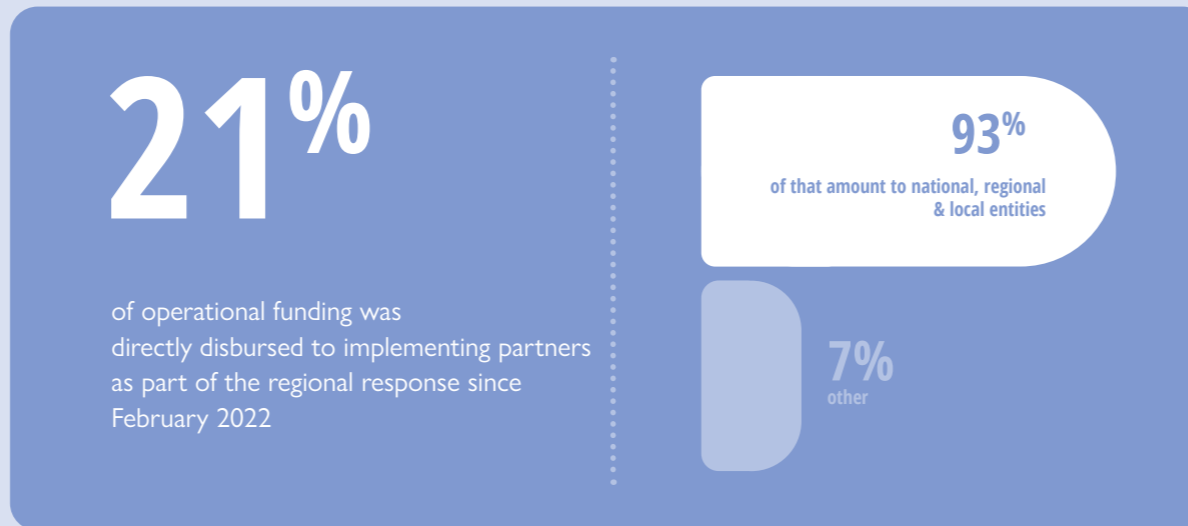 21%
of operational funding was
directly disbursed to implementing partners
as part of the regional response since
February 2022
93%
of that amount to national, regional
& local entities
7%
other